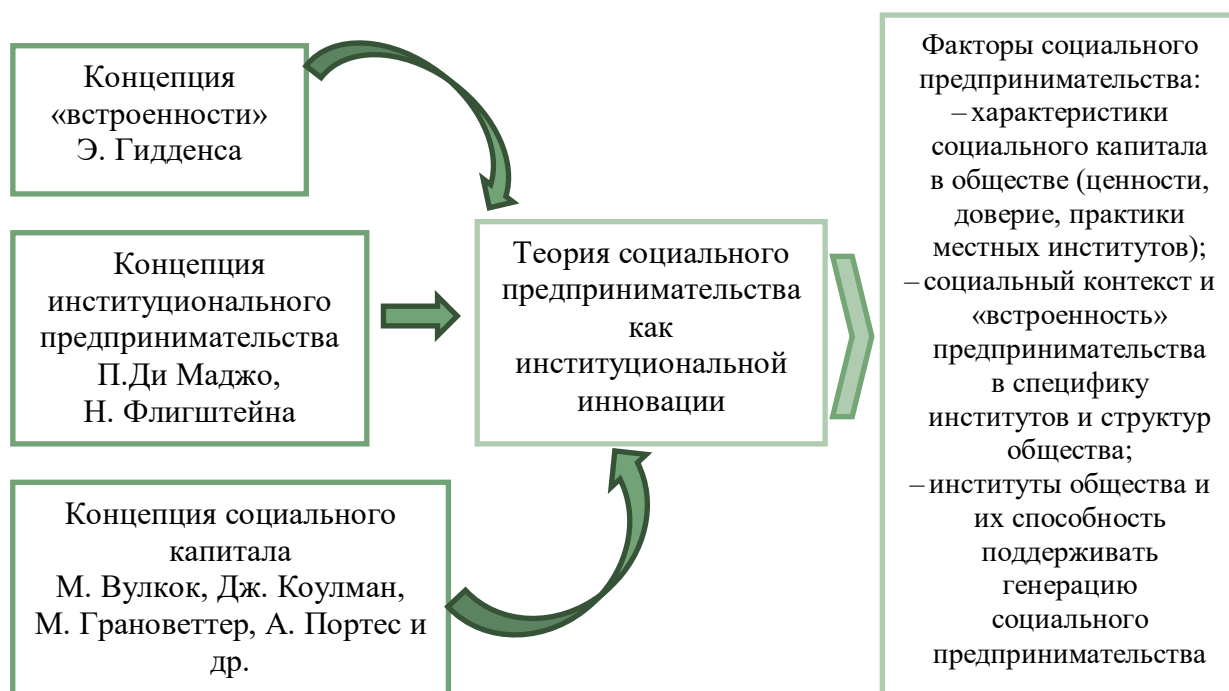 Концепция
«встроенности»
Э. Гидденса
Концепция
институционального
предпринимательства
П.Ди Маджо,
Н. Флигштейна
Концепция социального
капитала
М. Вулкок, Дж. Коулман,
М. Грановеттер, А. Портес и
др.
Теория социального
предпринимательства
как
институциональной
инновации
Факторы социального
предпринимательства:
– характеристики
социального капитала
в обществе (ценности,
доверие, практики
местных институтов);
– социальный контекст и
«встроенность»
предпринимательства
в специфику
институтов и структур
общества;
– институты общества и
их способность
поддерживать
генерацию
социального
предпринимательства